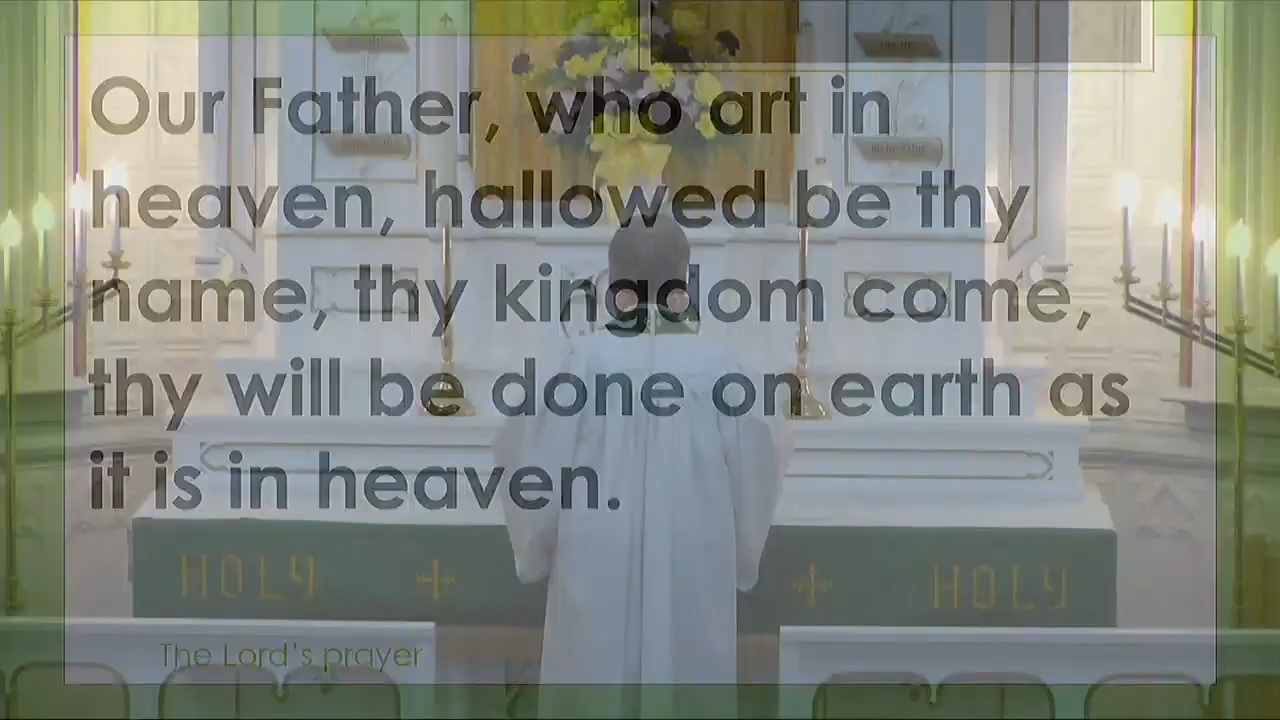 Our Father, who art in
heaven, hallowed be thy
name, thy kingdom come,
thy will be done on earth as
it is in heaven.
HOLY HOLY
The Lord's prayer